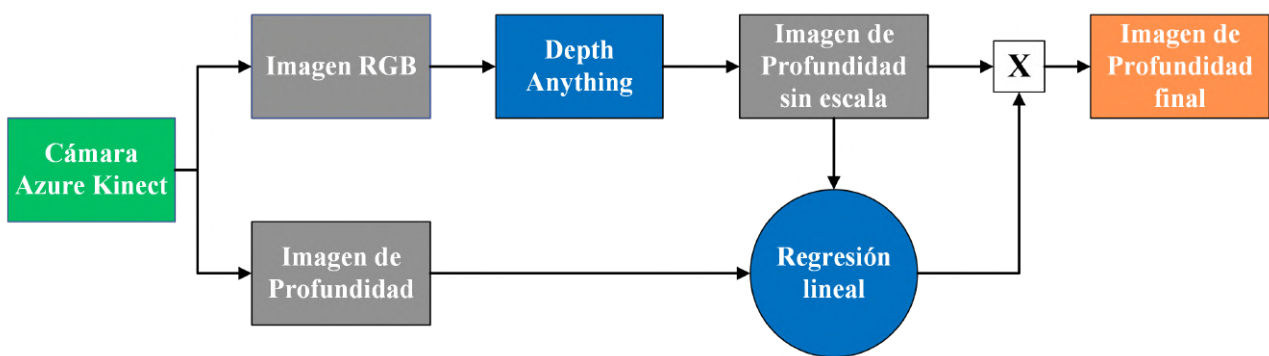 Cámara
Azure Kinect
Imagen RGB
Depth
Anything
Imagen de
Profundidad
sin escala
X
Imagen de
Profundidad
final
Imagen de
Profundidad
Regresión
lineal